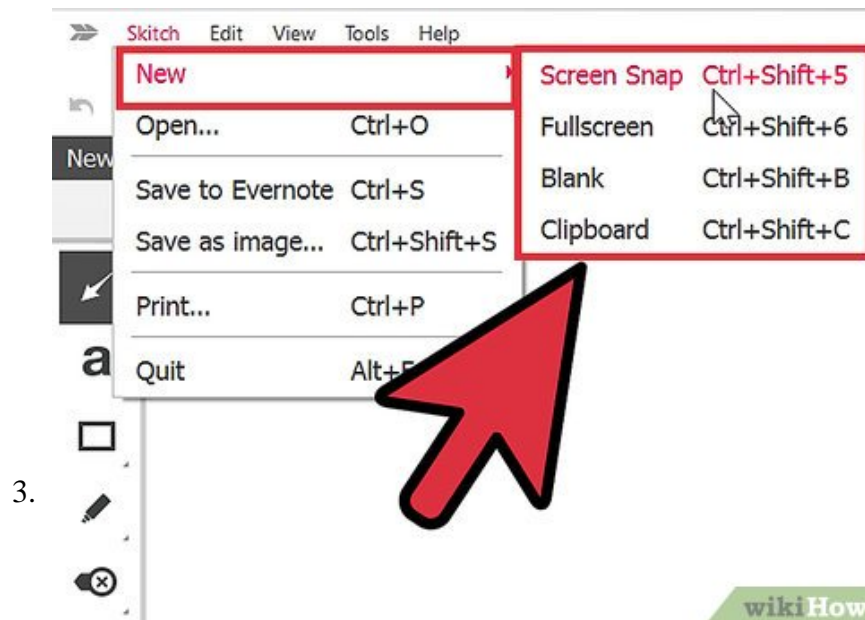 Skitch Edit View Tools Help
New
Screen Snap Ctrl+Shift+5
Open... Ctrl+O
Fullscreen Ctrl+Shift+6
New
Save to Evernote Ctrl+S
Blank Ctrl+Shift+B
Save as image... Ctrl+Shift+S
Clipboard Ctrl+Shift+C
Print... Ctrl+P
a
Quit
3.
wikiHow